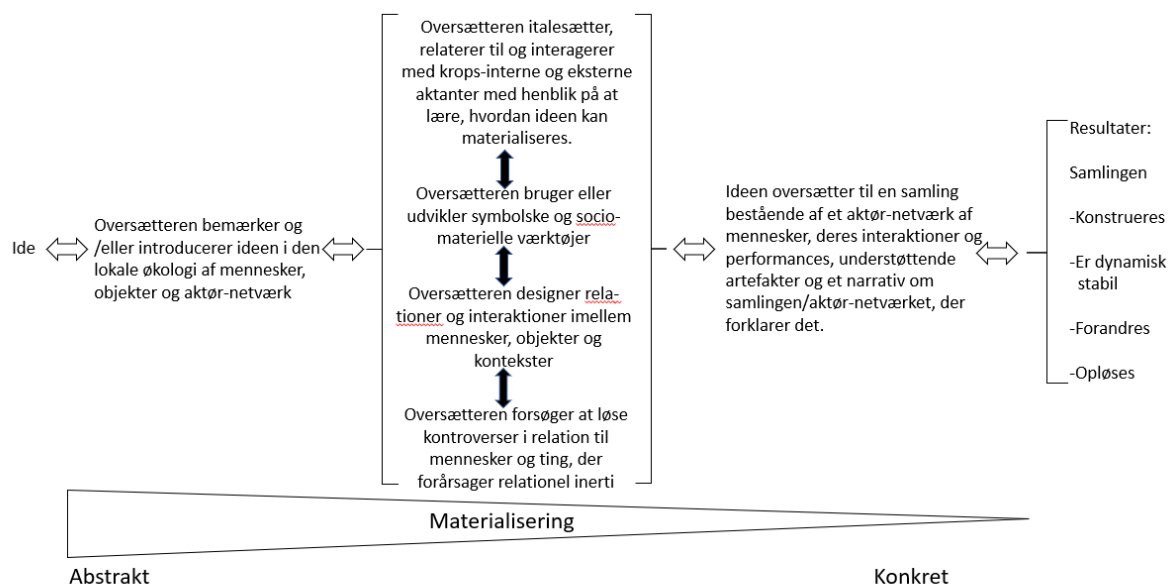 Ide
Oversætteren bemærker og
/eller introducerer ideen i den
lokale økologi af mennesker,
objekter og aktør-netværk
Oversætteren italesætter,
relaterer til og interagerer
med krops-interne og eksterne
aktanter med henblik på at
lære, hvordan ideen kan
materialiseres.
Oversætteren bruger eller
udvikler symbolske og socio-
materielle værktøjer
Oversætteren designer rela-
tioner og interaktioner imellem
mennesker, objekter og
kontekster
Oversætteren forsøger at løse
kontroverser i relation til
mennesker og ting, der
forårsager relationel inerti
Ideen oversætter til en samling
bestående af et aktør-netværk af
mennesker, deres interaktioner og
performances, understøttende
artefakter og et narrativ om
samlingen/aktør-netværket, der
forklarer det.
Resultater:
Samlingen
-Konstrueres
-Er dynamisk
stabil
-Forandres
-Opløses
Materialisering
Abstrakt
Konkret